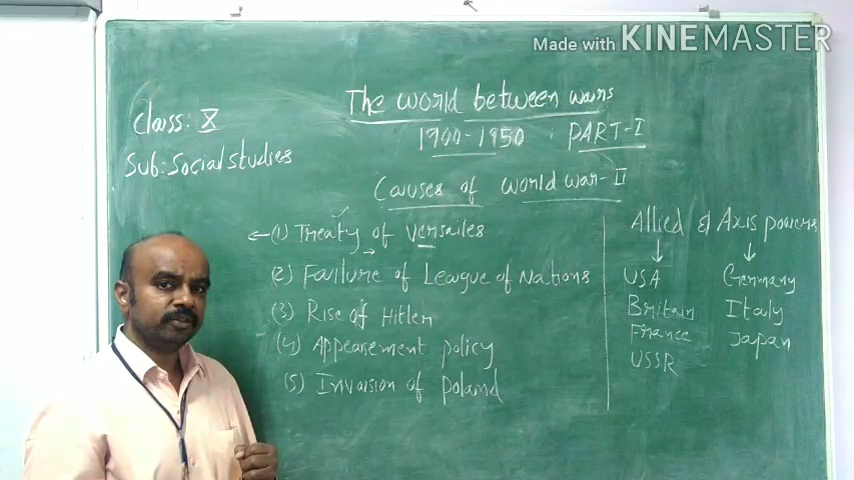 Made with KINEMASTER
Class: X
Sub: Social studies
The world between wars
1900-1950 : PART-I
Causes of world war-II
(1) Treaty of versailes
(2) Failure of League of Nations
(3) Rise of Hitler
(4) Appeasement policy
(5) Invasion of poland
Allied & Axis powers
USA Germany
Britain Italy
France Japan
USSR